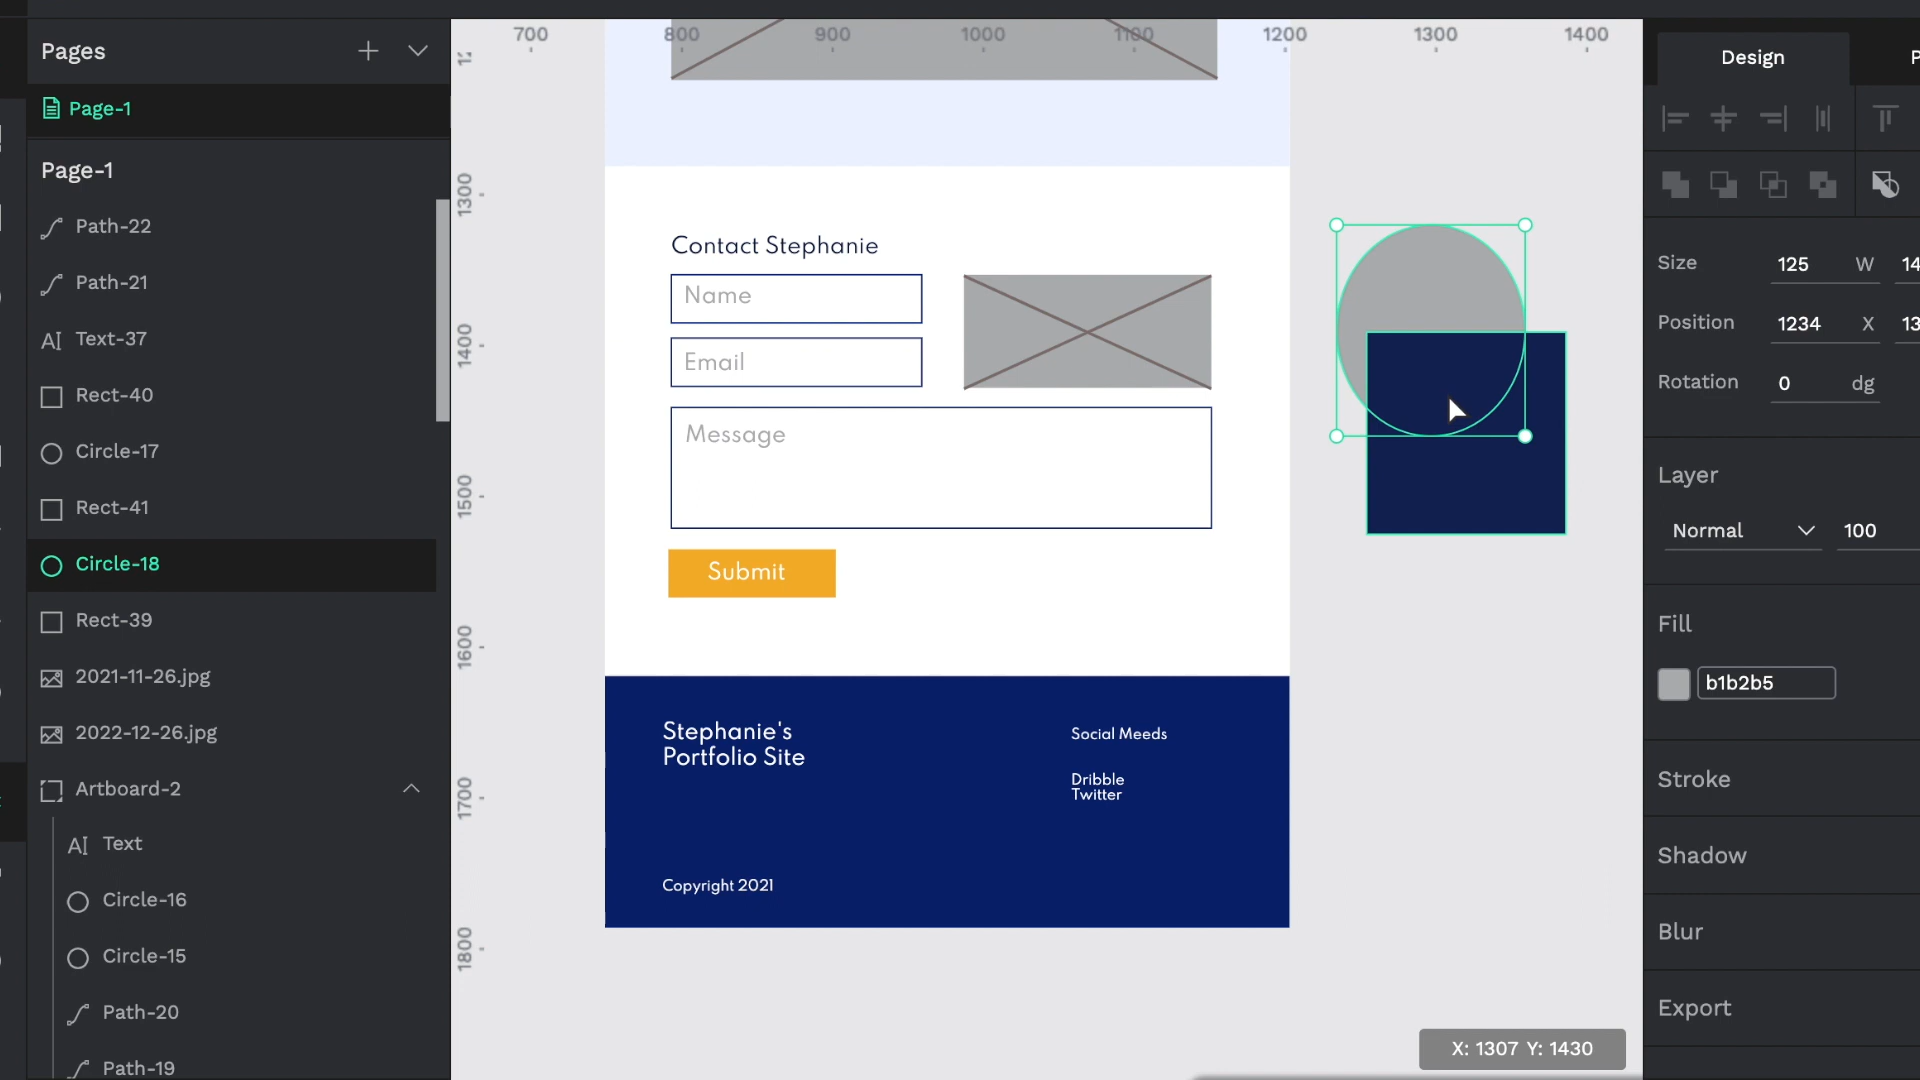 Pages
Page-1
Page-1
Path-22
Path-21
Text-37
Rect-40
Circle-17
Rect-41
Circle-18
Rect-39
2021-11-26.jpg
2022-12-26.jpg
Artboard-2
Text
Circle-16
Circle-15
Path-20
Path-19
700 800 900 1000 1100 1200 1300 1400
1300
1400
1500
1600
1700
1800
Contact Stephanie
Name
Email
Message
Submit
Stephanie's
Portfolio Site
Social Meeds
Dribble
Twitter
Copyright 2021
X: 1307 Y: 1430
Design
Size 125 W
Position 1234 X
Rotation 0 dg
Layer
Normal 100
Fill
b1b2b5
Stroke
Shadow
Blur
Export